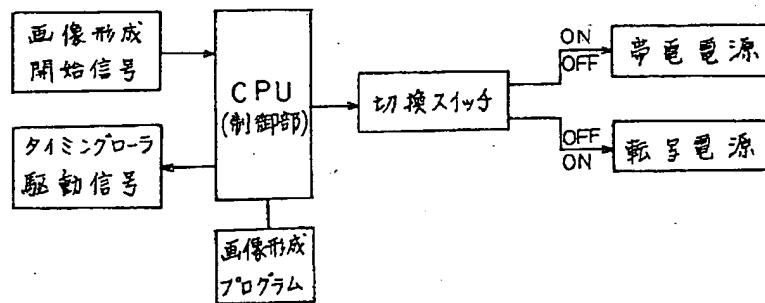 画像形成
開始信号
タイミングローラ
駆動信号
CPU
(制御部)
画像形成
プログラム
切換スイッチ
ON
OFF
帯電電源
OFF
ON
転写電源